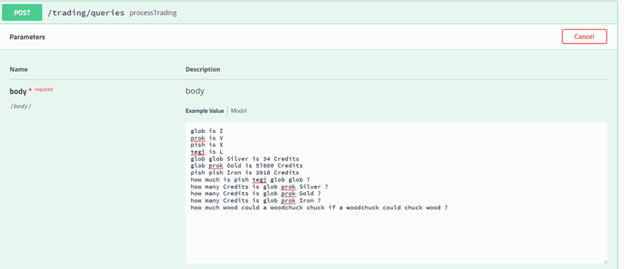 POST /trading/queries processTrading
Parameters
Cancel
Name Description
body * required body
(body)
Example Value | Model
glob is I
prok is V
pish is X
tegj is L
glob glob Silver is 34 Credits
glob prok Gold is 57800 Credits
pish pish Iron is 3910 Credits
how much is pish tegj glob glob ?
how many Credits is glob prok Silver ?
how many Credits is glob prok Gold ?
how many Credits is glob prok Iron ?
how much wood could a woodchuck chuck if a woodchuck could chuck wood ?